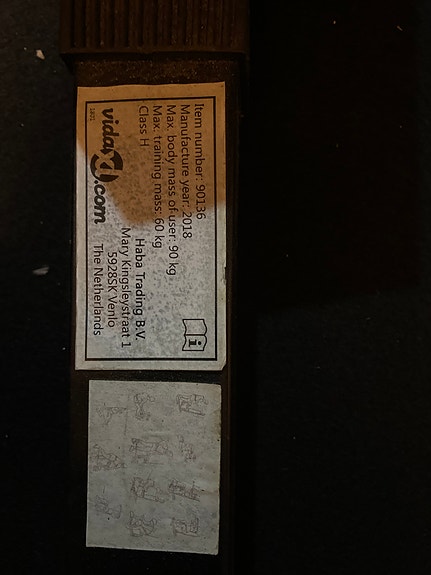 Item number: 90136
Manufacture year: 2018
Max. body mass of user: 90 kg
Max. training mass: 60 kg
Class H
Haba Trading B.V.
Mary Kingsleystraat 1
5928SK Venlo
The Netherlands
vidaXL.com